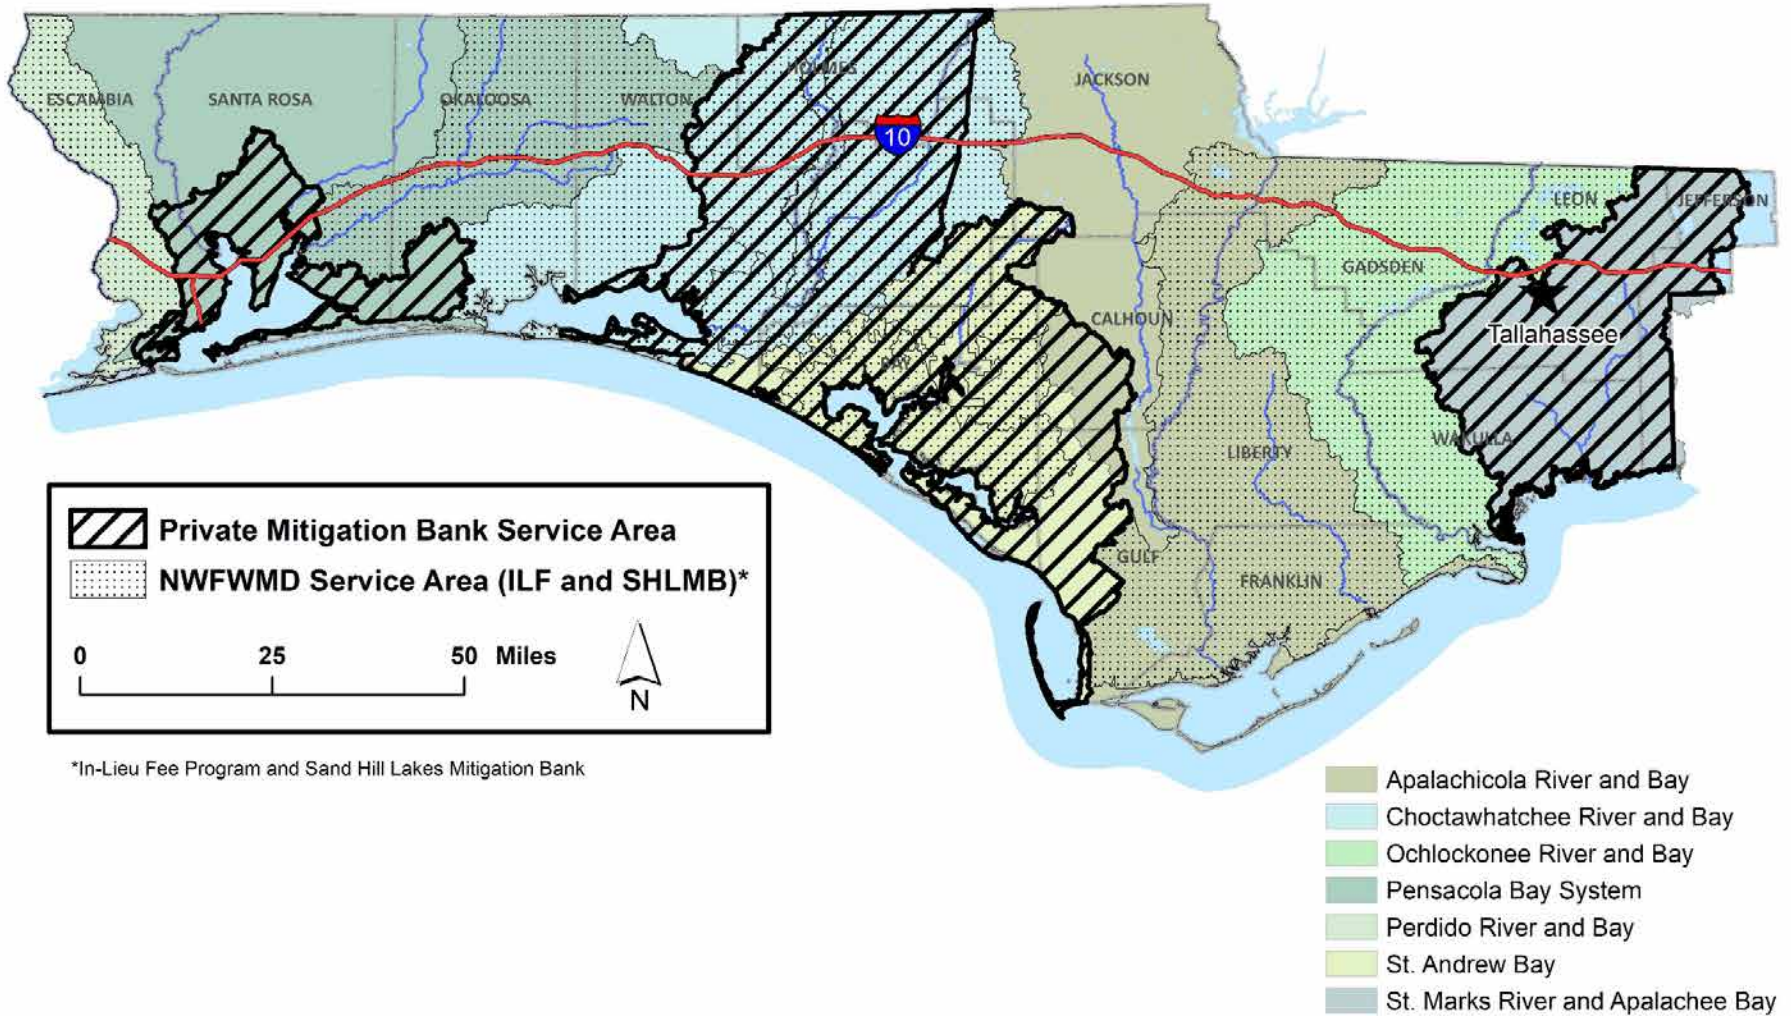 JACKSON
HOLMES
ESCAMBIA
SANTA ROSA
OKALOOSA
WALTON
10
LEON
JEFFERSON
GADSDEN
CALHOUN
Tallahassee
BAY
WAKULLA
LIBERTY
GULF
FRANKLIN
Private Mitigation Bank Service Area
NWFWMD Service Area (ILF and SHLMB)*
0 25 50 Miles
N
*In-Lieu Fee Program and Sand Hill Lakes Mitigation Bank
Apalachicola River and Bay
Choctawhatchee River and Bay
Ochlockonee River and Bay
Pensacola Bay System
Perdido River and Bay
St. Andrew Bay
St. Marks River and Apalachee Bay